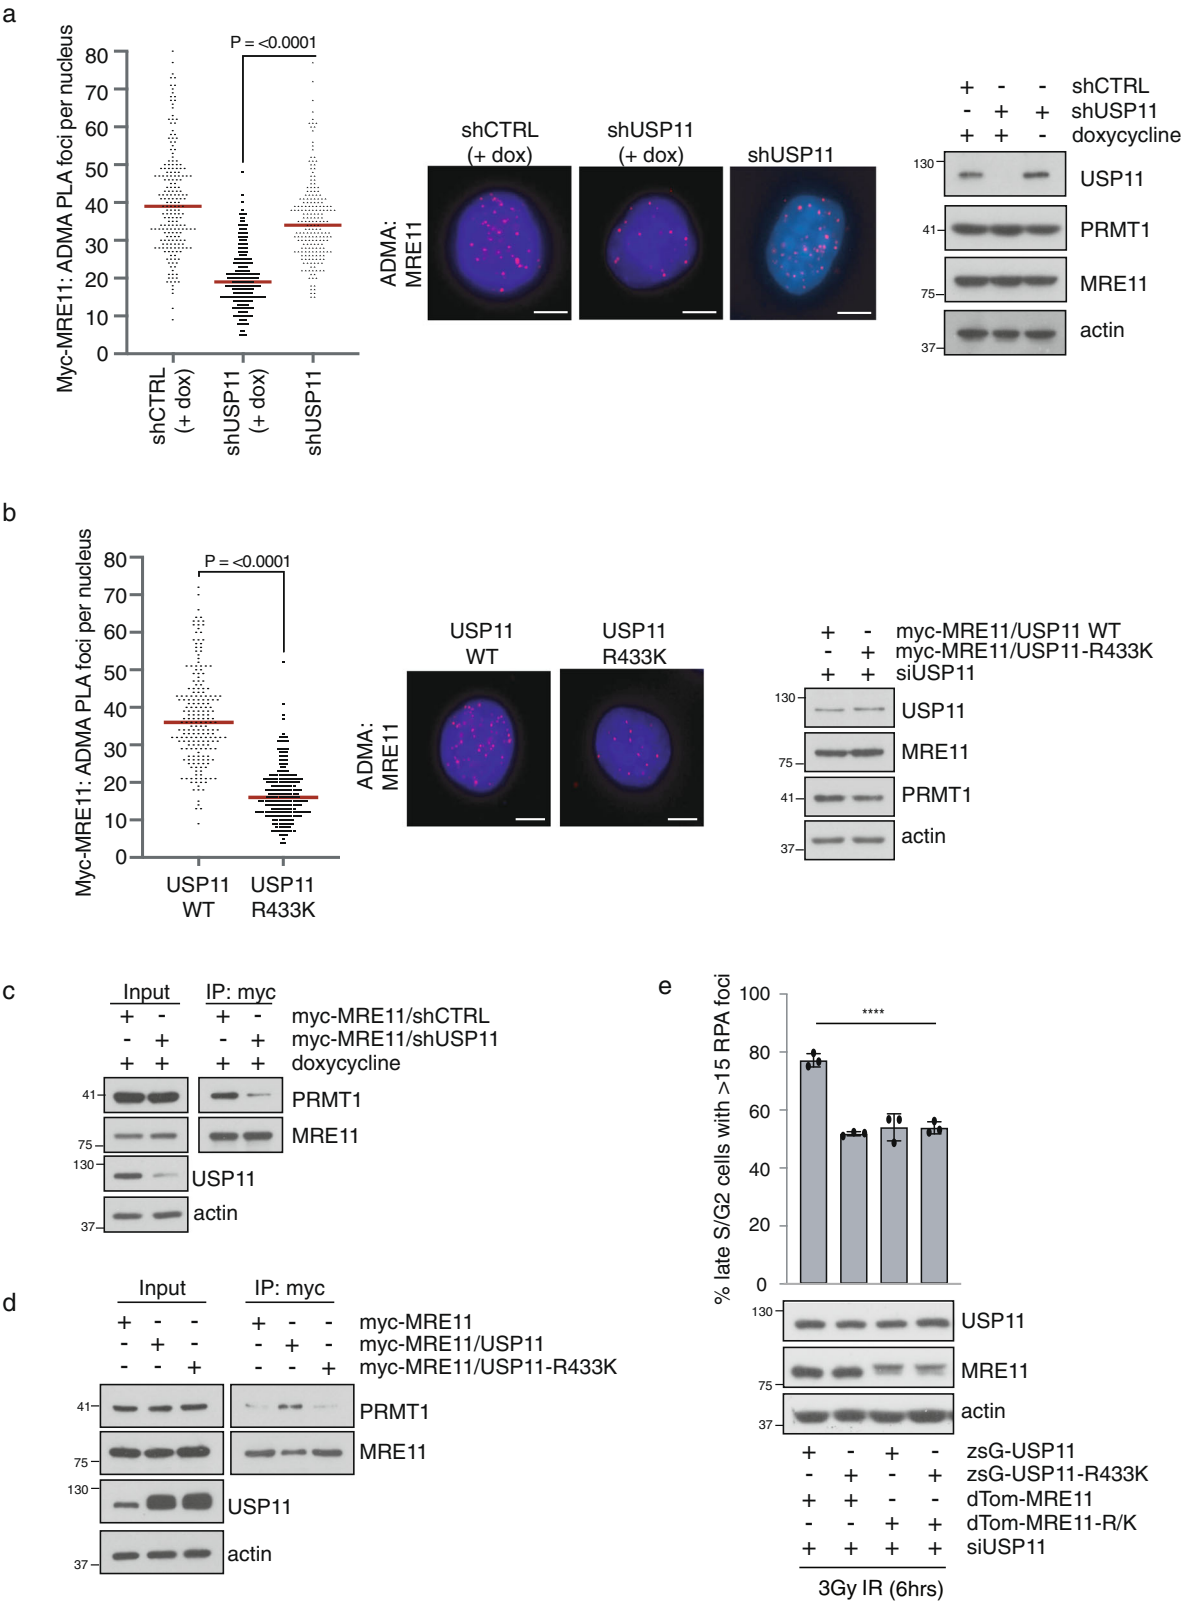 a
Myc-MRE11: ADMA PLA foci per nucleus
80
70
60
50
40
30
20
10
0
P = <0.0001
shCTRL
(+ dox)
shUSP11
(+ dox)
shUSP11
shCTRL
(+ dox)
shUSP11
(+ dox)
shUSP11
ADMA:
MRE11
+ - - shCTRL
- + + shUSP11
+ + - doxycycline
130
USP11
41
PRMT1
75
MRE11
37
actin
b
Myc-MRE11: ADMA PLA foci per nucleus
80
70
60
50
40
30
20
10
0
P = <0.0001
USP11
WT
USP11
R433K
USP11
WT
USP11
R433K
ADMA:
MRE11
+ - myc-MRE11/USP11 WT
- + myc-MRE11/USP11-R433K
+ + siUSP11
130
USP11
75
MRE11
41
PRMT1
37
actin
c
Input IP: myc
+ - + - myc-MRE11/shCTRL
- + - + myc-MRE11/shUSP11
+ + + + doxycycline
41
PRMT1
75
MRE11
130
USP11
37
actin
d
Input IP: myc
+ - - + - - myc-MRE11
- + - - + - myc-MRE11/USP11
- - + - - + myc-MRE11/USP11-R433K
41
PRMT1
75
MRE11
130
USP11
37
actin
e
% late S/G2 cells with >15 RPA foci
100
80
60
40
20
0
****
130
USP11
75
MRE11
37
actin
+ - + - zsG-USP11
- + - + zsG-USP11-R433K
+ + - - dTom-MRE11
- - + + dTom-MRE11-R/K
+ + + + siUSP11
3Gy IR (6hrs)